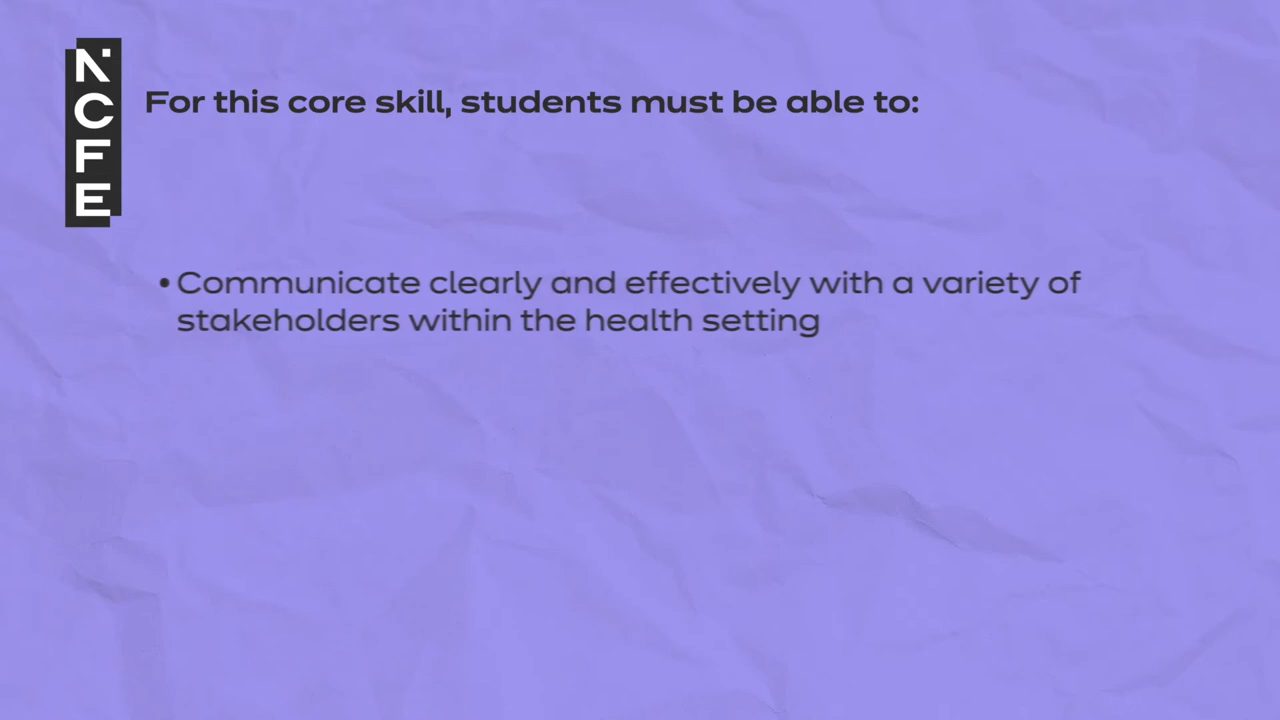 NCFE
For this core skill, students must be able to:
• Communicate clearly and effectively with a variety of
stakeholders within the health setting